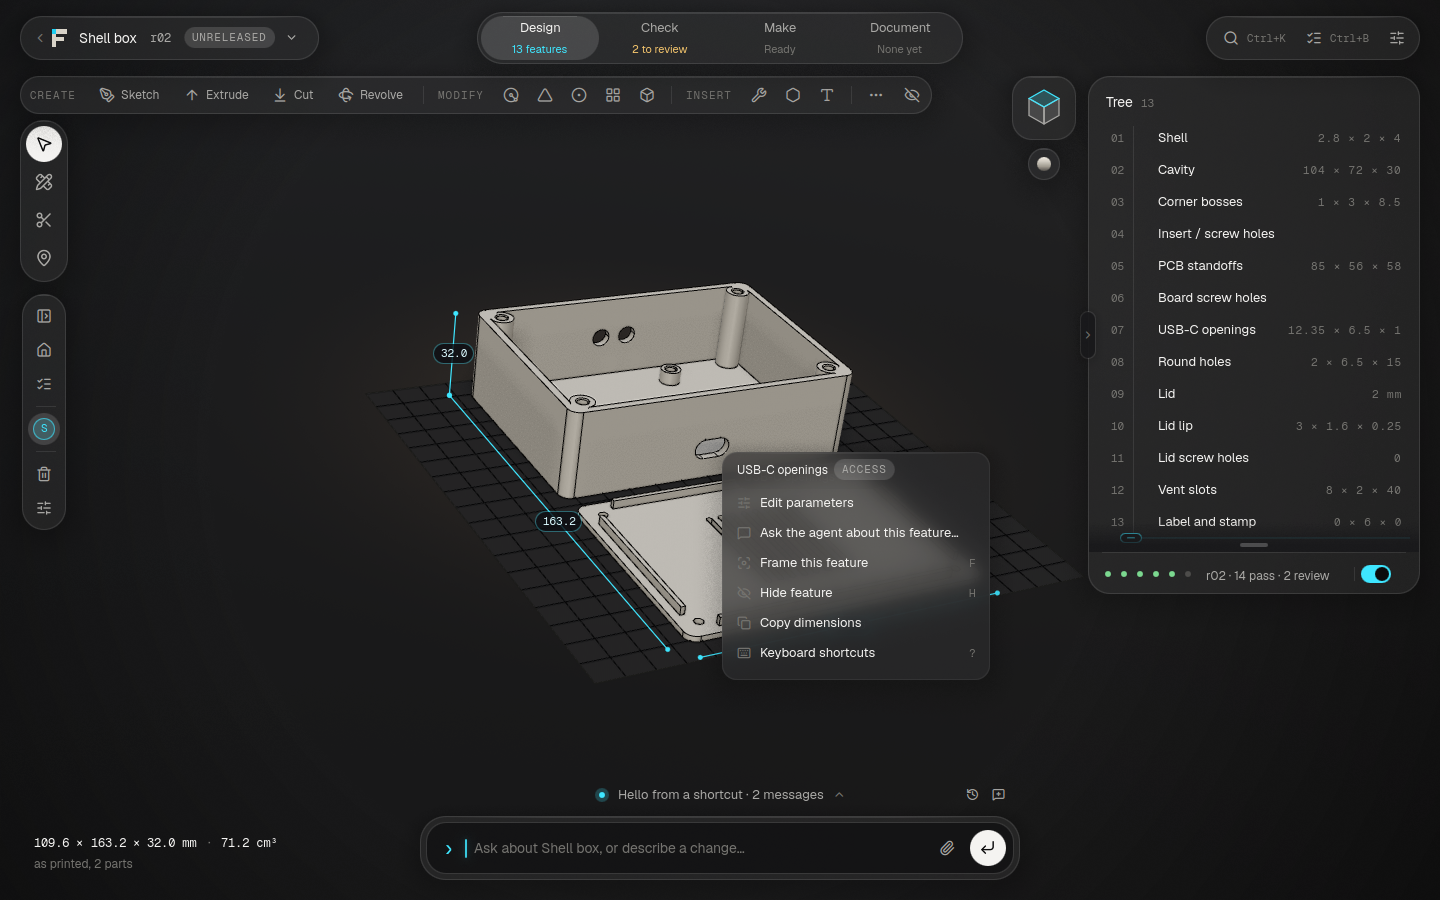 Shell box r02 UNRELEASED
Design
13 features
Check
2 to review
Make
Ready
Document
None yet
Ctrl+K Ctrl+B
CREATE Sketch Extrude Cut Revolve MODIFY INSERT
Tree 13
01 Shell 2.8 × 2 × 4
02 Cavity 104 × 72 × 30
03 Corner bosses 1 × 3 × 8.5
04 Insert / screw holes
05 PCB standoffs 85 × 56 × 58
06 Board screw holes
07 USB-C openings 12.35 × 6.5 × 1
08 Round holes 2 × 6.5 × 15
09 Lid 2 mm
10 Lid lip 3 × 1.6 × 0.25
11 Lid screw holes 0
12 Vent slots 8 × 2 × 40
13 Label and stamp 0 × 6 × 0
r02 · 14 pass · 2 review
S
32.0
163.2
USB-C openings ACCESS
Edit parameters
Ask the agent about this feature…
Frame this feature F
Hide feature H
Copy dimensions
Keyboard shortcuts ?
Hello from a shortcut · 2 messages
Ask about Shell box, or describe a change…
109.6 × 163.2 × 32.0 mm · 71.2 cm³
as printed, 2 parts